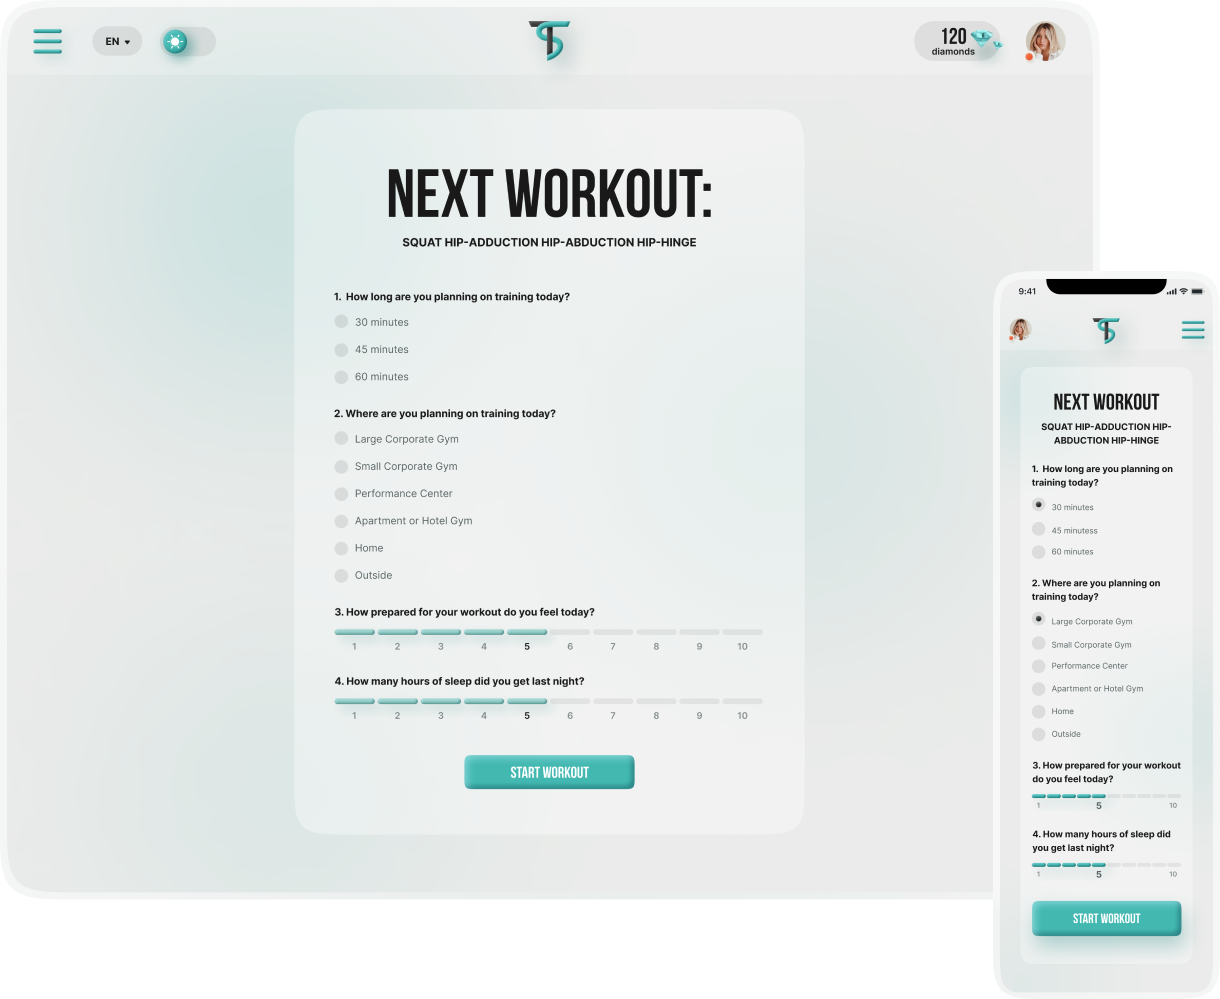 EN
120
diamonds
NEXT WORKOUT:
SQUAT HIP-ADDUCTION HIP-ABDUCTION HIP-HINGE
1. How long are you planning on training today?
30 minutes
45 minutes
60 minutes
2. Where are you planning on training today?
Large Corporate Gym
Small Corporate Gym
Performance Center
Apartment or Hotel Gym
Home
Outside
3. How prepared for your workout do you feel today?
1 2 3 4 5 6 7 8 9 10
4. How many hours of sleep did you get last night?
1 2 3 4 5 6 7 8 9 10
START WORKOUT
9:41
NEXT WORKOUT
SQUAT HIP-ADDUCTION HIP-
ABDUCTION HIP-HINGE
1. How long are you planning on
training today?
30 minutes
45 minutess
60 minutes
2. Where are you planning on
training today?
Large Corporate Gym
Small Corporate Gym
Performance Center
Apartment or Hotel Gym
Home
Outside
3. How prepared for your workout
do you feel today?
1 5 10
4. How many hours of sleep did
you get last night?
1 5 10
START WORKOUT